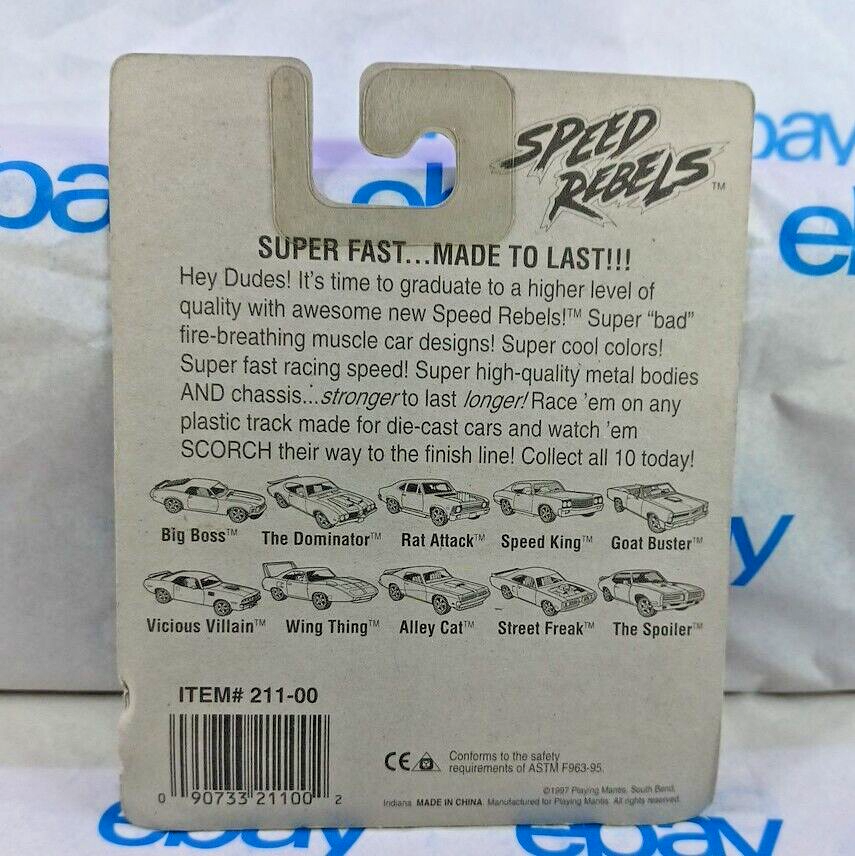 SPEED
REBELS™
SUPER FAST...MADE TO LAST!!!
Hey Dudes! It's time to graduate to a higher level of
quality with awesome new Speed Rebels!™ Super "bad"
fire-breathing muscle car designs! Super cool colors!
Super fast racing speed! Super high-quality metal bodies
AND chassis...stronger to last longer! Race 'em on any
plastic track made for die-cast cars and watch 'em
SCORCH their way to the finish line! Collect all 10 today!
Big Boss™ The Dominator™ Rat Attack™ Speed King™ Goat Buster™
Vicious Villain™ Wing Thing™ Alley Cat™ Street Freak™ The Spoiler™
ITEM# 211-00
0 90733 21100 2
CE
Conforms to the safety
requirements of ASTM F963-95.
©1997 Playing Mantis, South Bend,
Indiana MADE IN CHINA Manufactured for Playing Mantis All rights reserved.
ebay
ebay